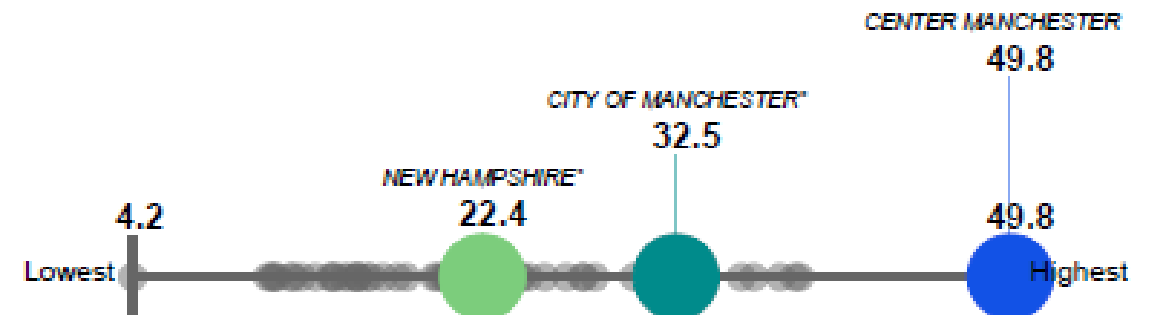 CENTER MANCHESTER
49.8
CITY OF MANCHESTER*
32.5
NEW HAMPSHIRE*
22.4
4.2
49.8
Lowest
Highest